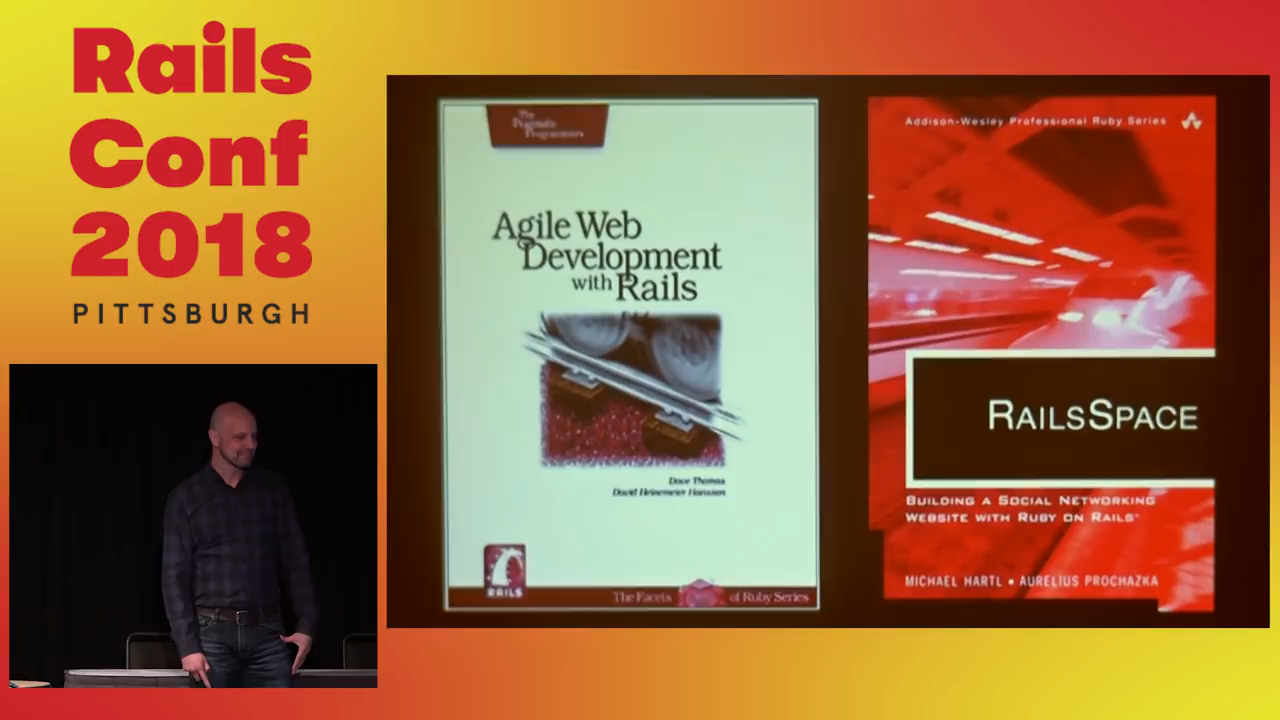 Rails
Conf
2018
PITTSBURGH
The
Pragmatic
Programmers
Agile Web
Development
with Rails
Dave Thomas
David Heinemeier Hansson
RAILS
The Facets of Ruby Series
Addison-Wesley Professional Ruby Series
RAILSSPACE
BUILDING A SOCIAL NETWORKING
WEBSITE WITH RUBY ON RAILS™
MICHAEL HARTL • AURELIUS PROCHAZKA